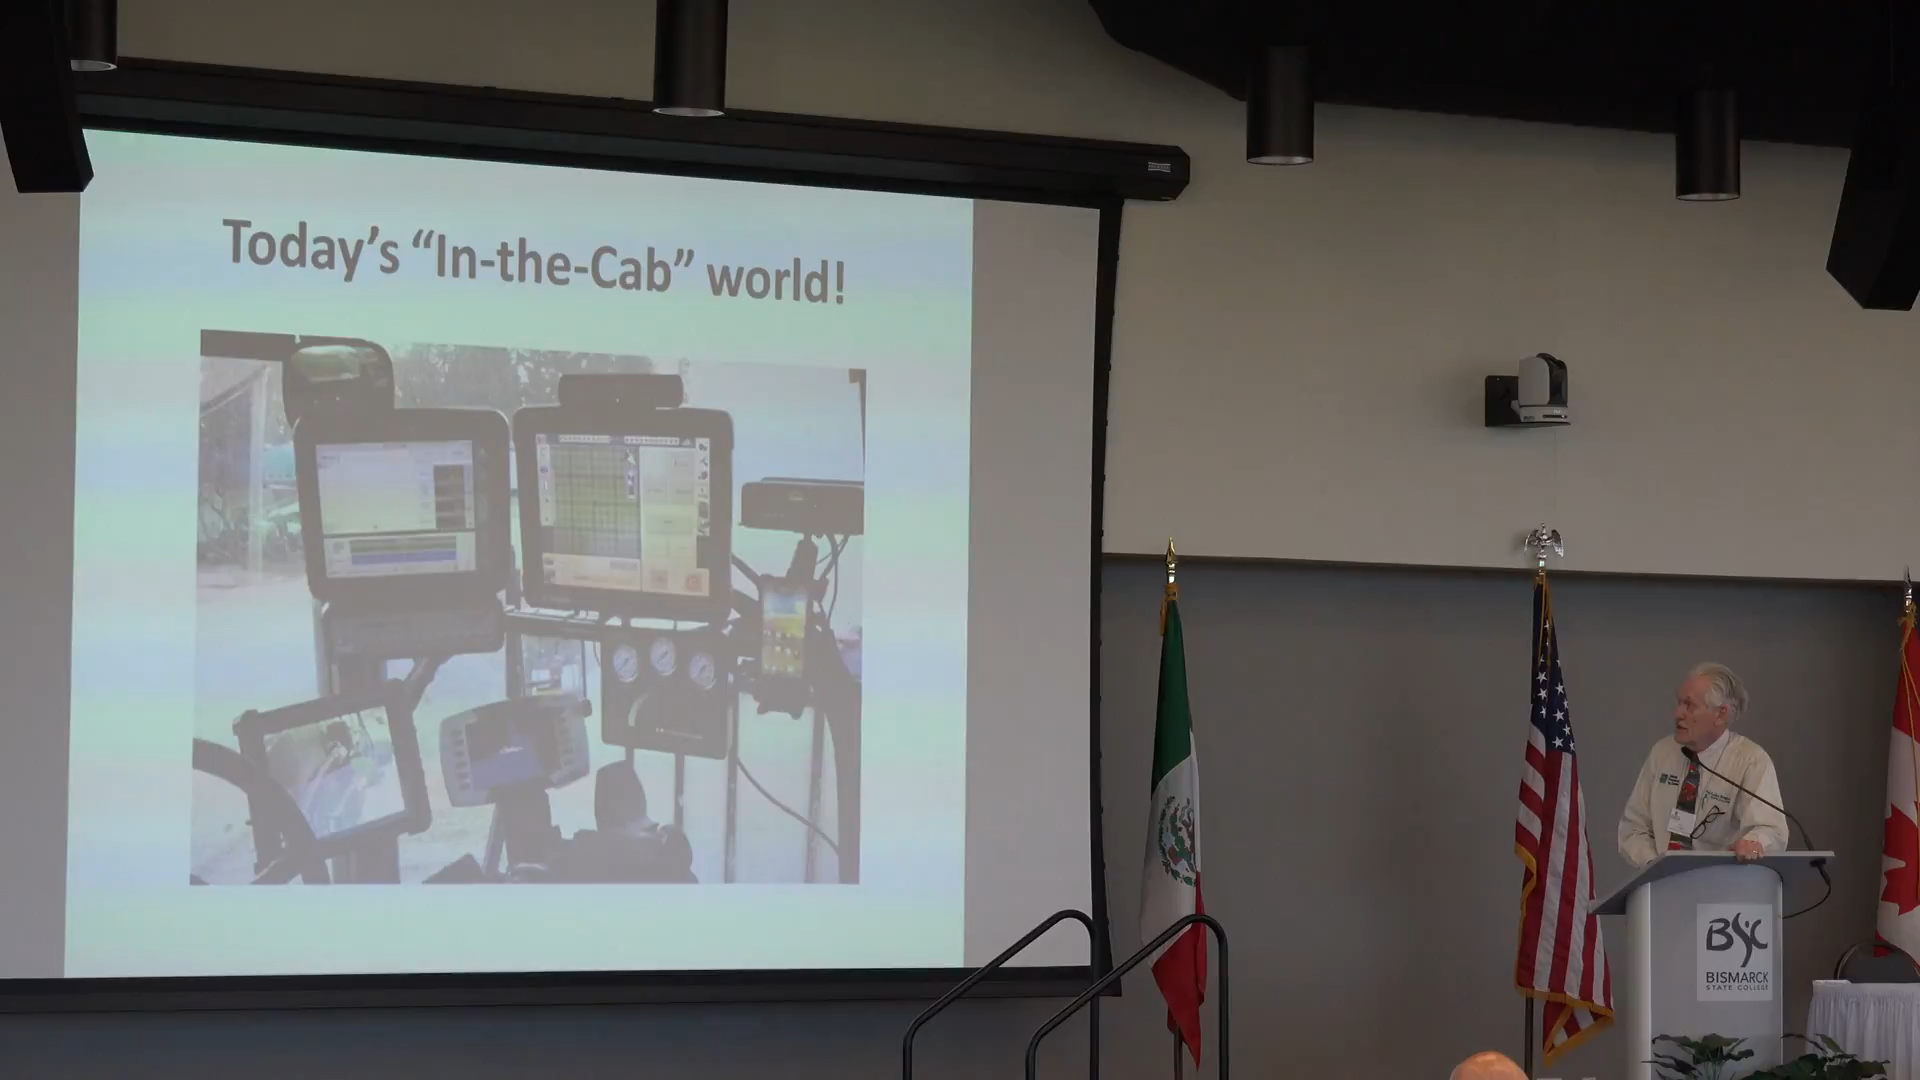 Today’s “In-the-Cab” world!
BSC
BISMARCK
STATE COLLEGE